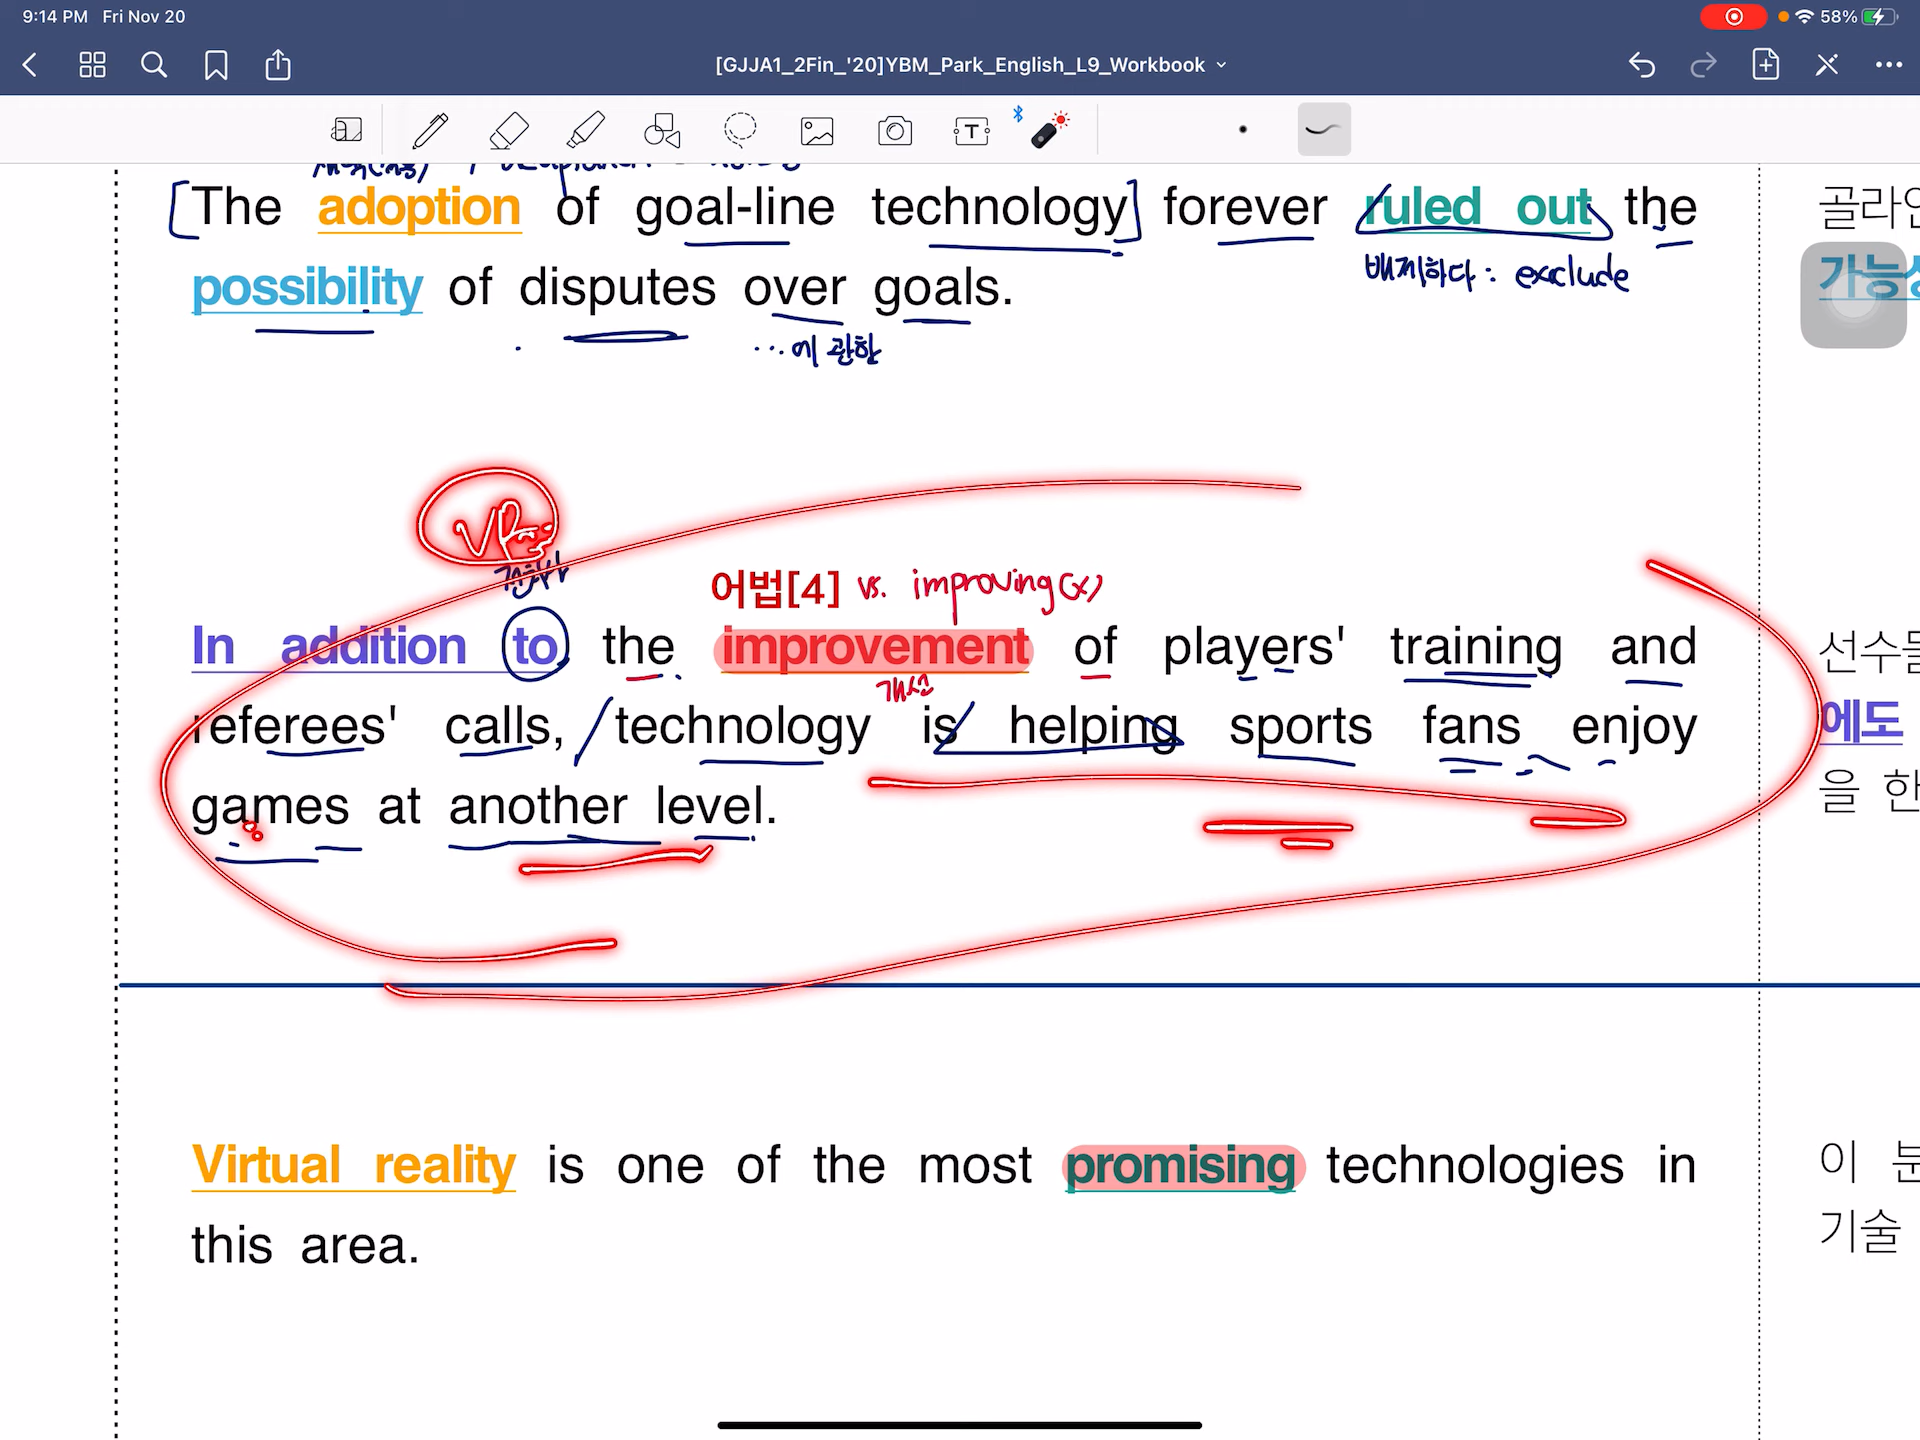 9:14 PM Fri Nov 20
58%
[GJJA1_2Fin_'20]YBM_Park_English_L9_Workbook
The adoption of goal-line technology forever ruled out the
골라인
배제하다 : exclude
possibility of disputes over goals.
가능성
…에 관한
어법[4] vs. improving(x)
In addition to the improvement of players' training and
선수들
개선
referees' calls, technology is helping sports fans enjoy
에도
games at another level.
을 한
Virtual reality is one of the most promising technologies in
이 분
this area.
기술